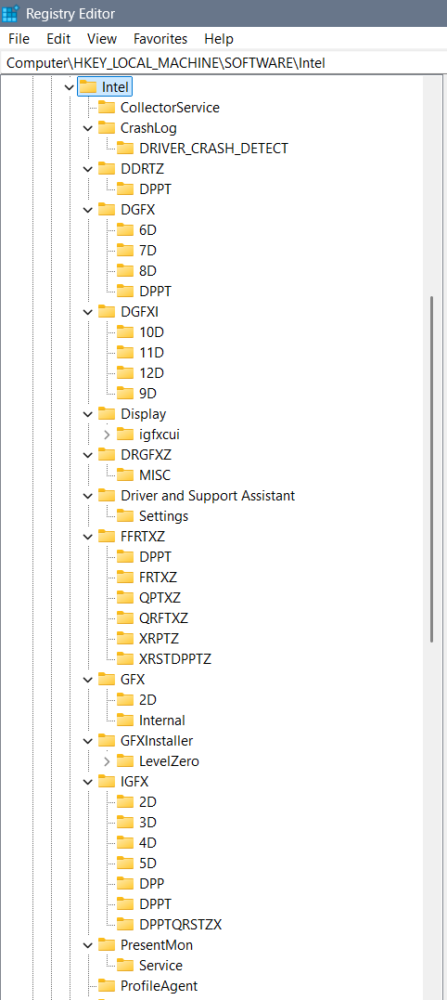 Registry Editor
File Edit View Favorites Help
Computer\HKEY_LOCAL_MACHINE\SOFTWARE\Intel
Intel
CollectorService
CrashLog
DRIVER_CRASH_DETECT
DDRTZ
DPPT
DGFX
6D
7D
8D
DPPT
DGFXI
10D
11D
12D
9D
Display
igfxcui
DRGFXZ
MISC
Driver and Support Assistant
Settings
FFRTXZ
DPPT
FRTXZ
QPTXZ
QRFTXZ
XRPTZ
XRSTDPPTZ
GFX
2D
Internal
GFXInstaller
LevelZero
IGFX
2D
3D
4D
5D
DPP
DPPT
DPPTQRSTZX
PresentMon
Service
ProfileAgent